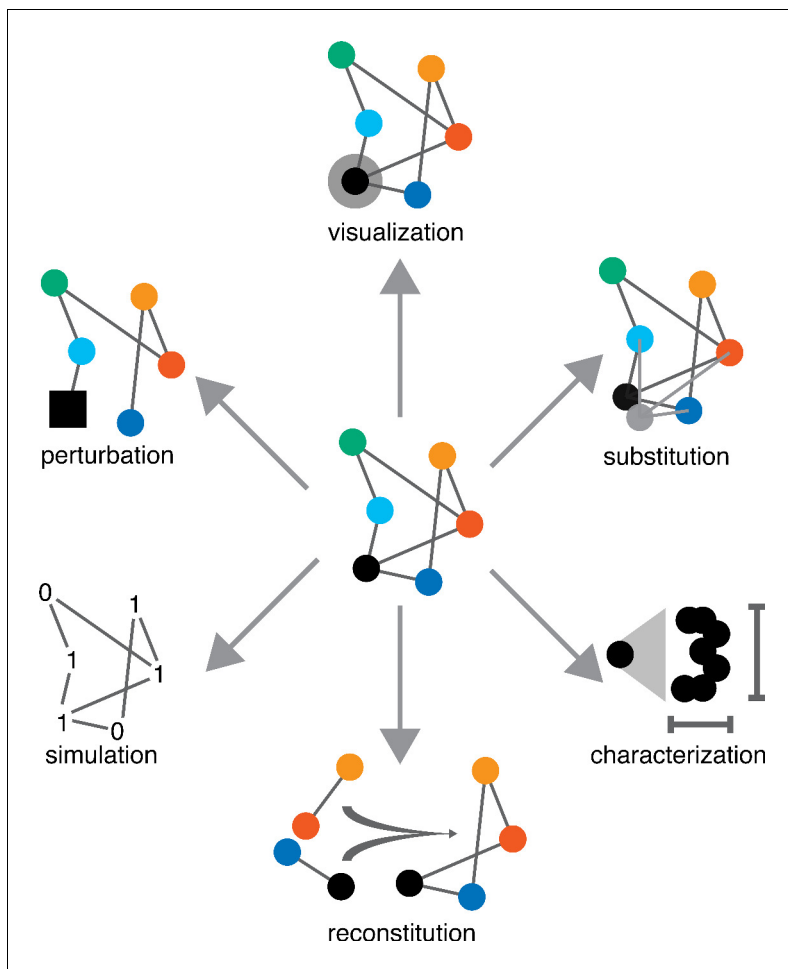 visualization
perturbation
substitution
0
1
1
1
1
0
simulation
characterization
reconstitution